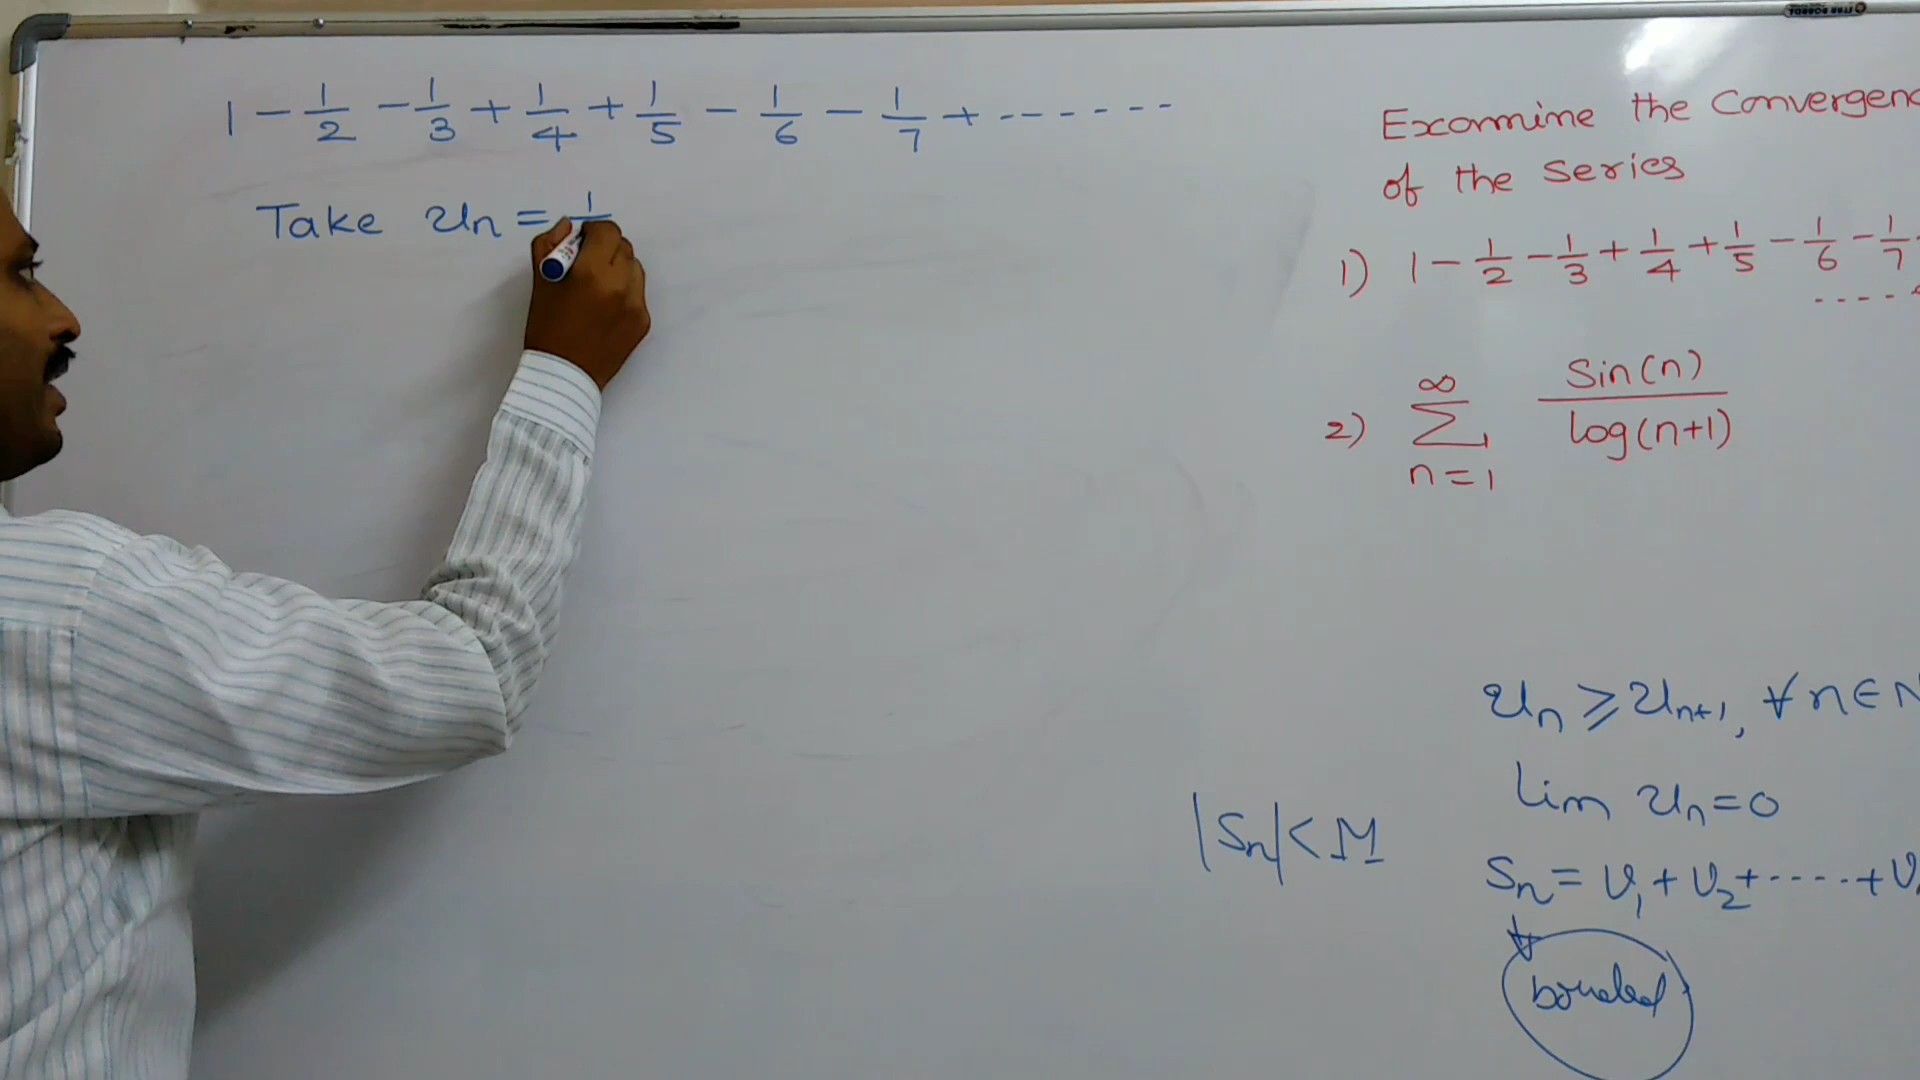 1 - 1/2 - 1/3 + 1/4 + 1/5 - 1/6 - 1/7 + -------
Take un = 1
Examine the Convergenc
of the series
1) 1 - 1/2 - 1/3 + 1/4 + 1/5 - 1/6 - 1/7
----
2) ∞ ∑ n=1 Sin(n)/log(n+1)
un ≥ un+1, ∀ n ∈ N
lim un = 0
|Sn| < M
Sn = v1 + v2 + ---- + v
bounded